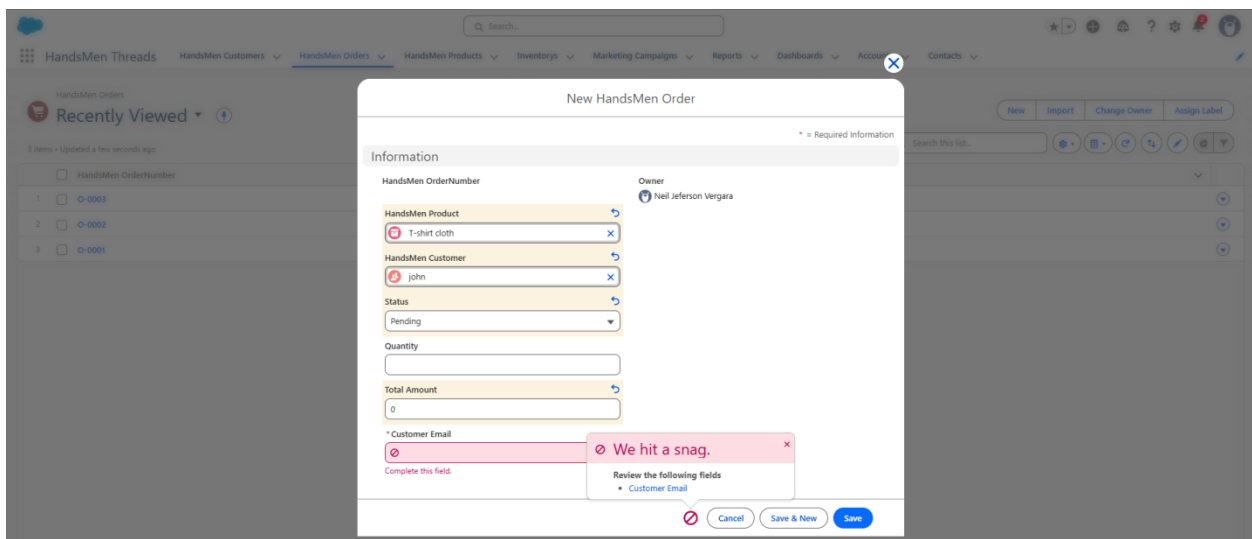 Search...
HandsMen Threads HandsMen Customers HandsMen Orders HandsMen Products Inventorys Marketing Campaigns Reports Dashboards Contacts
HandsMen Orders
Recently Viewed
New Import Change Owner Assign Label
3 items • Updated a few seconds ago
Search this list...
HandsMen OrderNumber
1 O-0003
2 O-0002
3 O-0001
New HandsMen Order
* = Required Information
Information
HandsMen OrderNumber
Owner
Neil Jeferson Vergara
HandsMen Product
T-shirt cloth
HandsMen Customer
john
Status
Pending
Quantity
Total Amount
0
* Customer Email
Complete this field.
We hit a snag.
Review the following fields
• Customer Email
Cancel Save & New Save